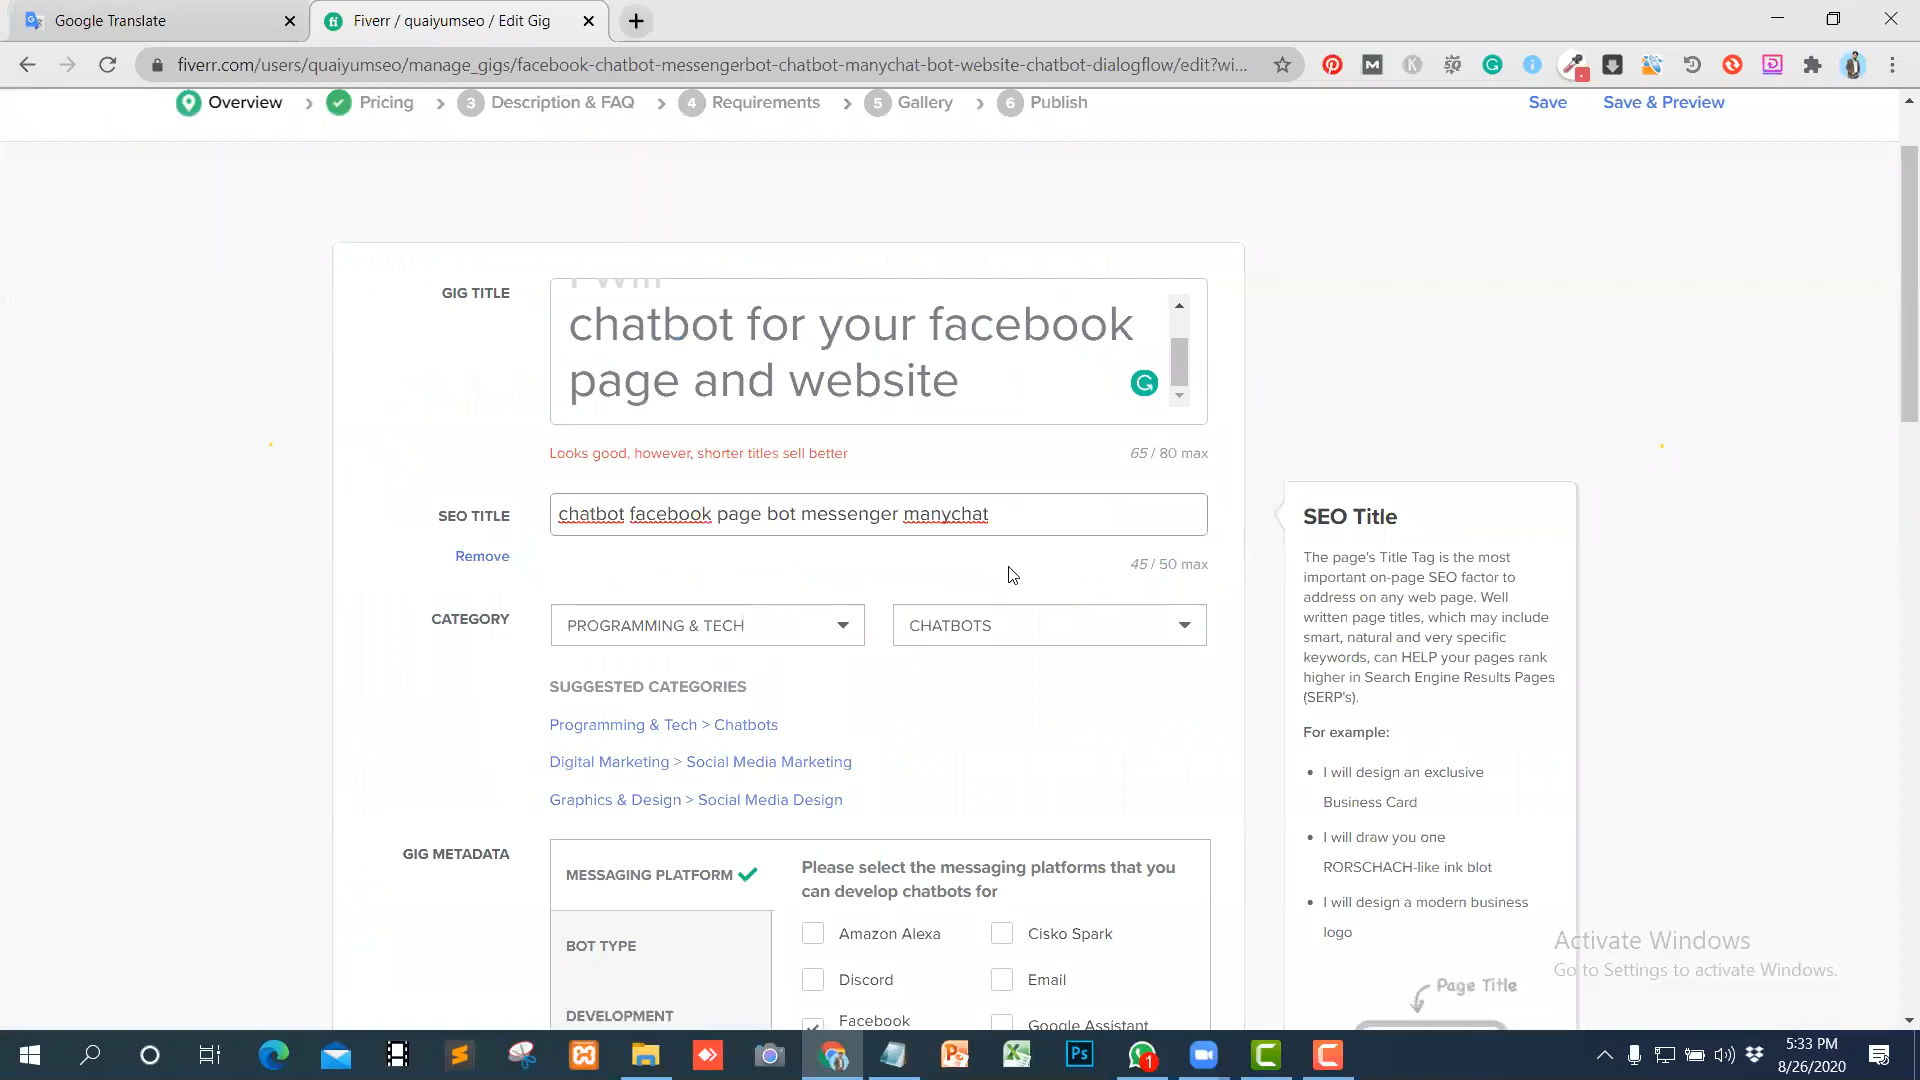 Google Translate
Fiverr / quaiyumseo / Edit Gig
fiverr.com/users/quaiyumseo/manage_gigs/facebook-chatbot-messengerbot-chatbot-manychat-bot-website-chatbot-dialogflow/edit?wi...
Overview
Pricing
3 Description & FAQ
4 Requirements
5 Gallery
6 Publish
Save
Save & Preview
GIG TITLE
I Will
chatbot for your facebook
page and website
Looks good, however, shorter titles sell better
65 / 80 max
SEO TITLE
Remove
chatbot facebook page bot messenger manychat
45 / 50 max
CATEGORY
PROGRAMMING & TECH
CHATBOTS
SUGGESTED CATEGORIES
Programming & Tech > Chatbots
Digital Marketing > Social Media Marketing
Graphics & Design > Social Media Design
GIG METADATA
MESSAGING PLATFORM
BOT TYPE
DEVELOPMENT
Please select the messaging platforms that you
can develop chatbots for
Amazon Alexa
Cisko Spark
Discord
Email
Facebook
Google Assistant
SEO Title
The page's Title Tag is the most
important on-page SEO factor to
address on any web page. Well
written page titles, which may include
smart, natural and very specific
keywords, can HELP your pages rank
higher in Search Engine Results Pages
(SERP's).
For example:
• I will design an exclusive
Business Card
• I will draw you one
RORSCHACH-like ink blot
• I will design a modern business
logo
Page Title
Activate Windows
Go to Settings to activate Windows.
5:33 PM
8/26/2020